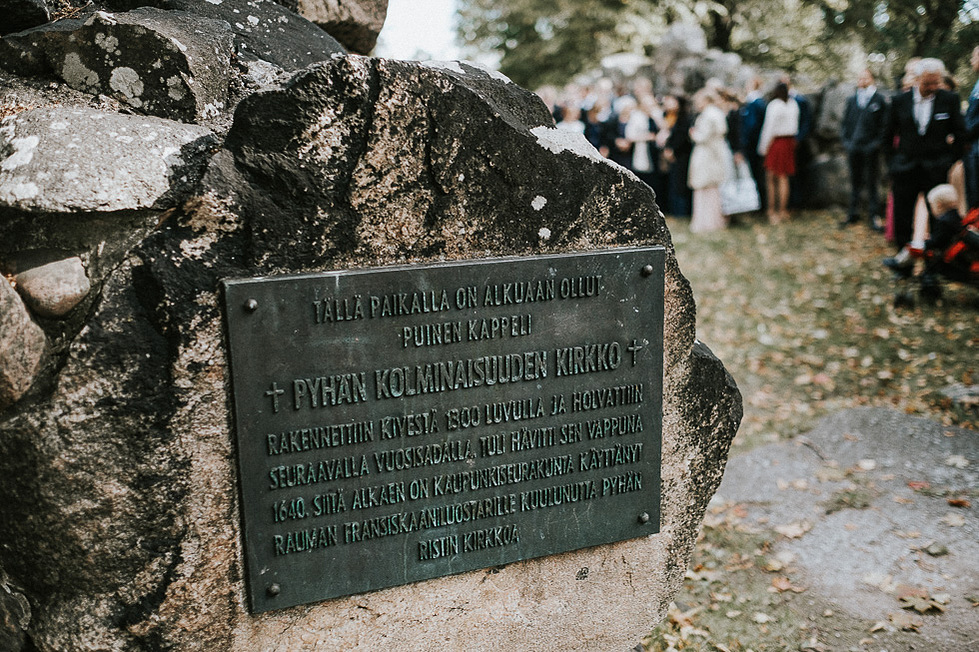 TÄLLÄ PAIKALLA ON ALKUAAN OLLUT
PUINEN KAPPELI
† PYHÄN KOLMINAISUUDEN KIRKKO †
RAKENNETTIIN KIVESTÄ 1300 LUVULLA JA HOLVATTIIN
SEURAAVALLA VUOSISADALLA. TULI HÄVITTI SEN VAPPUNA
1640. SIITÄ ALKAEN ON KAUPUNKISEURAKUNTA KÄYTTÄNYT
RAUMAN FRANSISKAANILUOSTARILLE KUULUNUTTA PYHÄN
RISTIN KIRKKOA